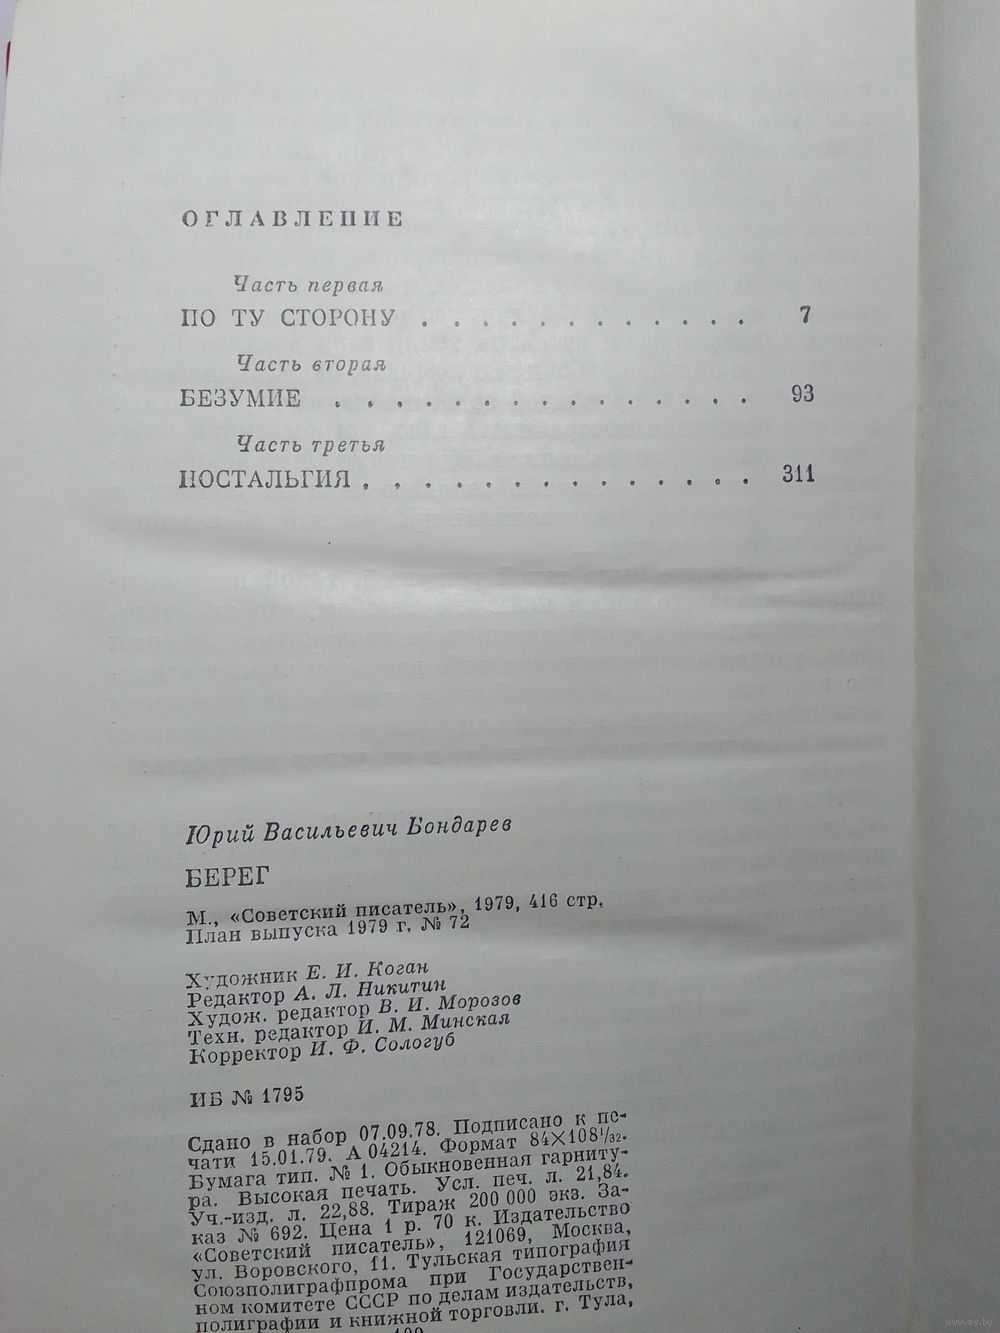 ОГЛАВЛЕНИЕ
Часть первая
ПО ТУ СТОРОНУ . . . . . . . . . . . . 7
Часть вторая
БЕЗУМИЕ . . . . . . . . . . . . . . 93
Часть третья
НОСТАЛЬГИЯ . . . . . . . . . . . . . 311
Юрий Васильевич Бондарев
БЕРЕГ
М., «Советский писатель», 1979, 416 стр.
План выпуска 1979 г. № 72
Художник Е. И. Коган
Редактор А. Л. Никитин
Худож. редактор В. И. Морозов
Техн. редактор И. М. Минская
Корректор И. Ф. Сологуб
ИБ № 1795
Сдано в набор 07.09.78. Подписано к пе-
чати 15.01.79. А 04214. Формат 84×108¹/₃₂.
Бумага тип. № 1. Обыкновенная гарниту-
ра. Высокая печать. Усл. печ. л. 21,84.
Уч.-изд. л. 22,88. Тираж 200 000 экз. За-
каз № 692. Цена 1 р. 70 к. Издательство
«Советский писатель», 121069, Москва,
ул. Воровского, 11. Тульская типография
Союзполиграфпрома при Государствен-
ном комитете СССР по делам издательств,
полиграфии и книжной торговли. г. Тула,
www.ay.by